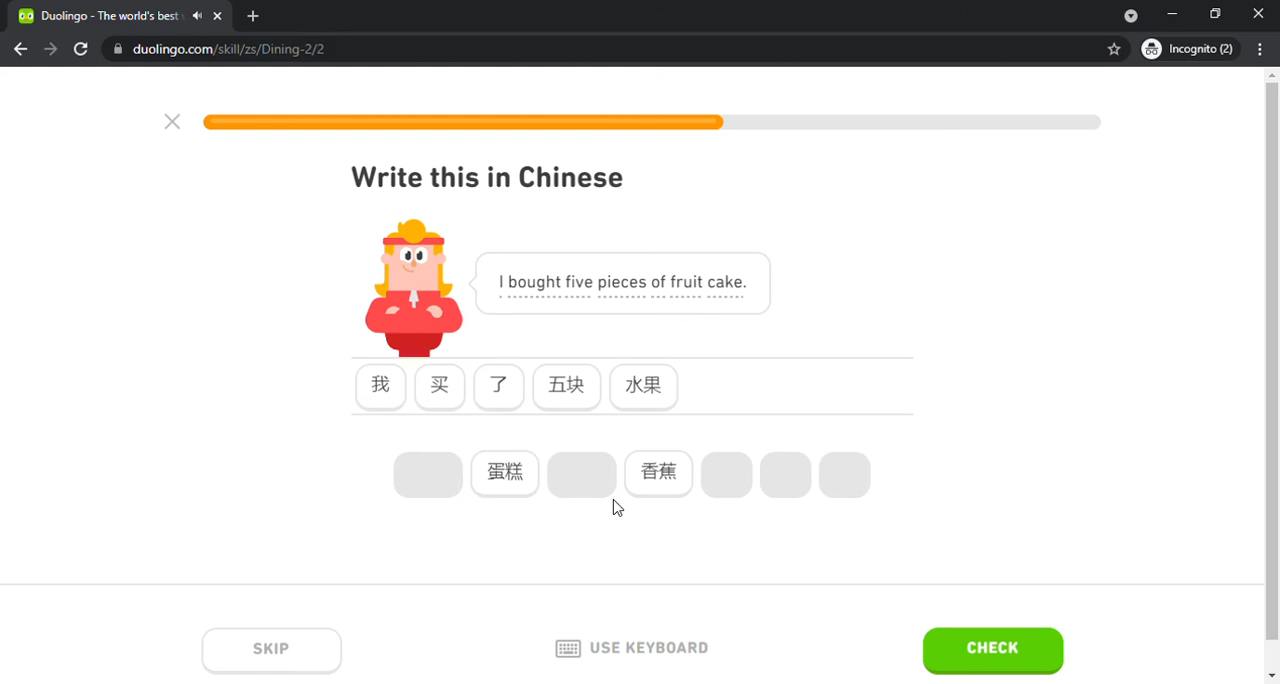 Duolingo - The world's best
duolingo.com/skill/zs/Dining-2/2
Incognito (2)
Write this in Chinese
I bought five pieces of fruit cake.
我 买 了 五块 水果
蛋糕 香蕉
SKIP
USE KEYBOARD
CHECK